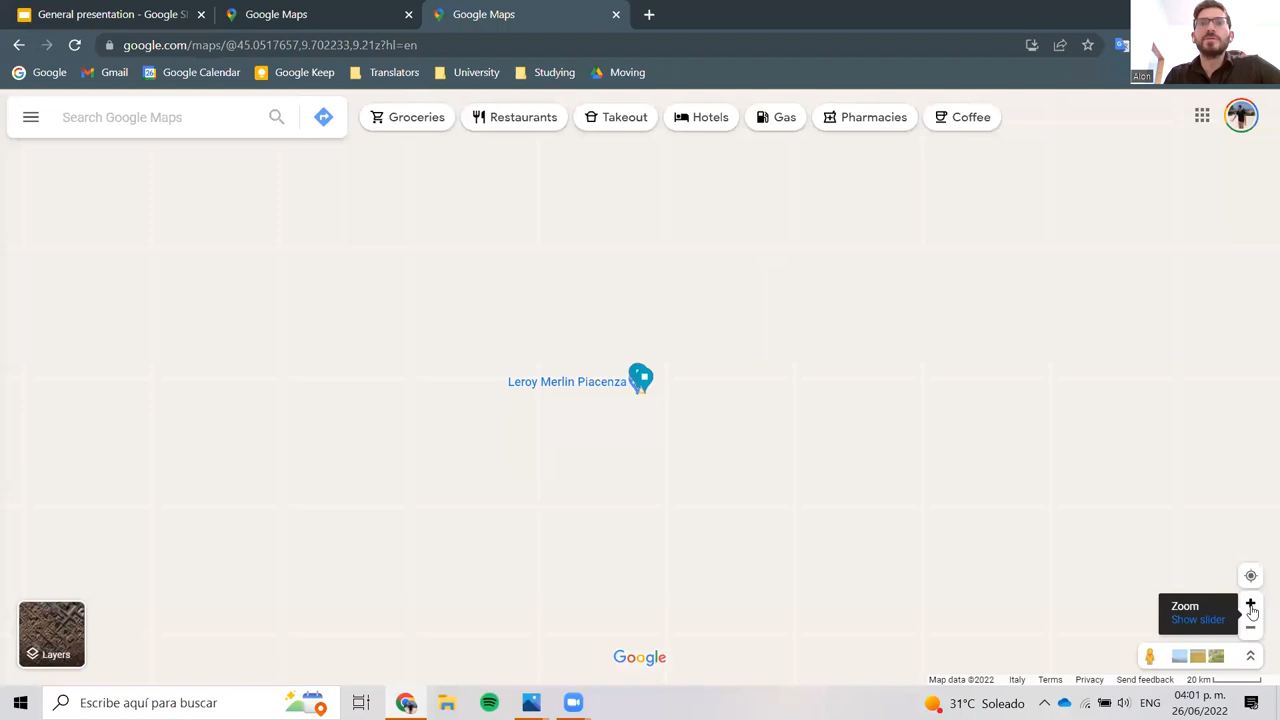 General presentation - Google Sl
Google Maps
Google Maps
google.com/maps/@45.0517657,9.702233,9.21z?hl=en
Alon
Google
Gmail
Google Calendar
Google Keep
Translators
University
Studying
Moving
Search Google Maps
Groceries
Restaurants
Takeout
Hotels
Gas
Pharmacies
Coffee
Leroy Merlin Piacenza
Zoom
Show slider
Layers
Google
Map data ©2022
Italy
Terms
Privacy
Send feedback
20 km
Escribe aquí para buscar
31°C Soleado
ENG
04:01 p. m.
26/06/2022